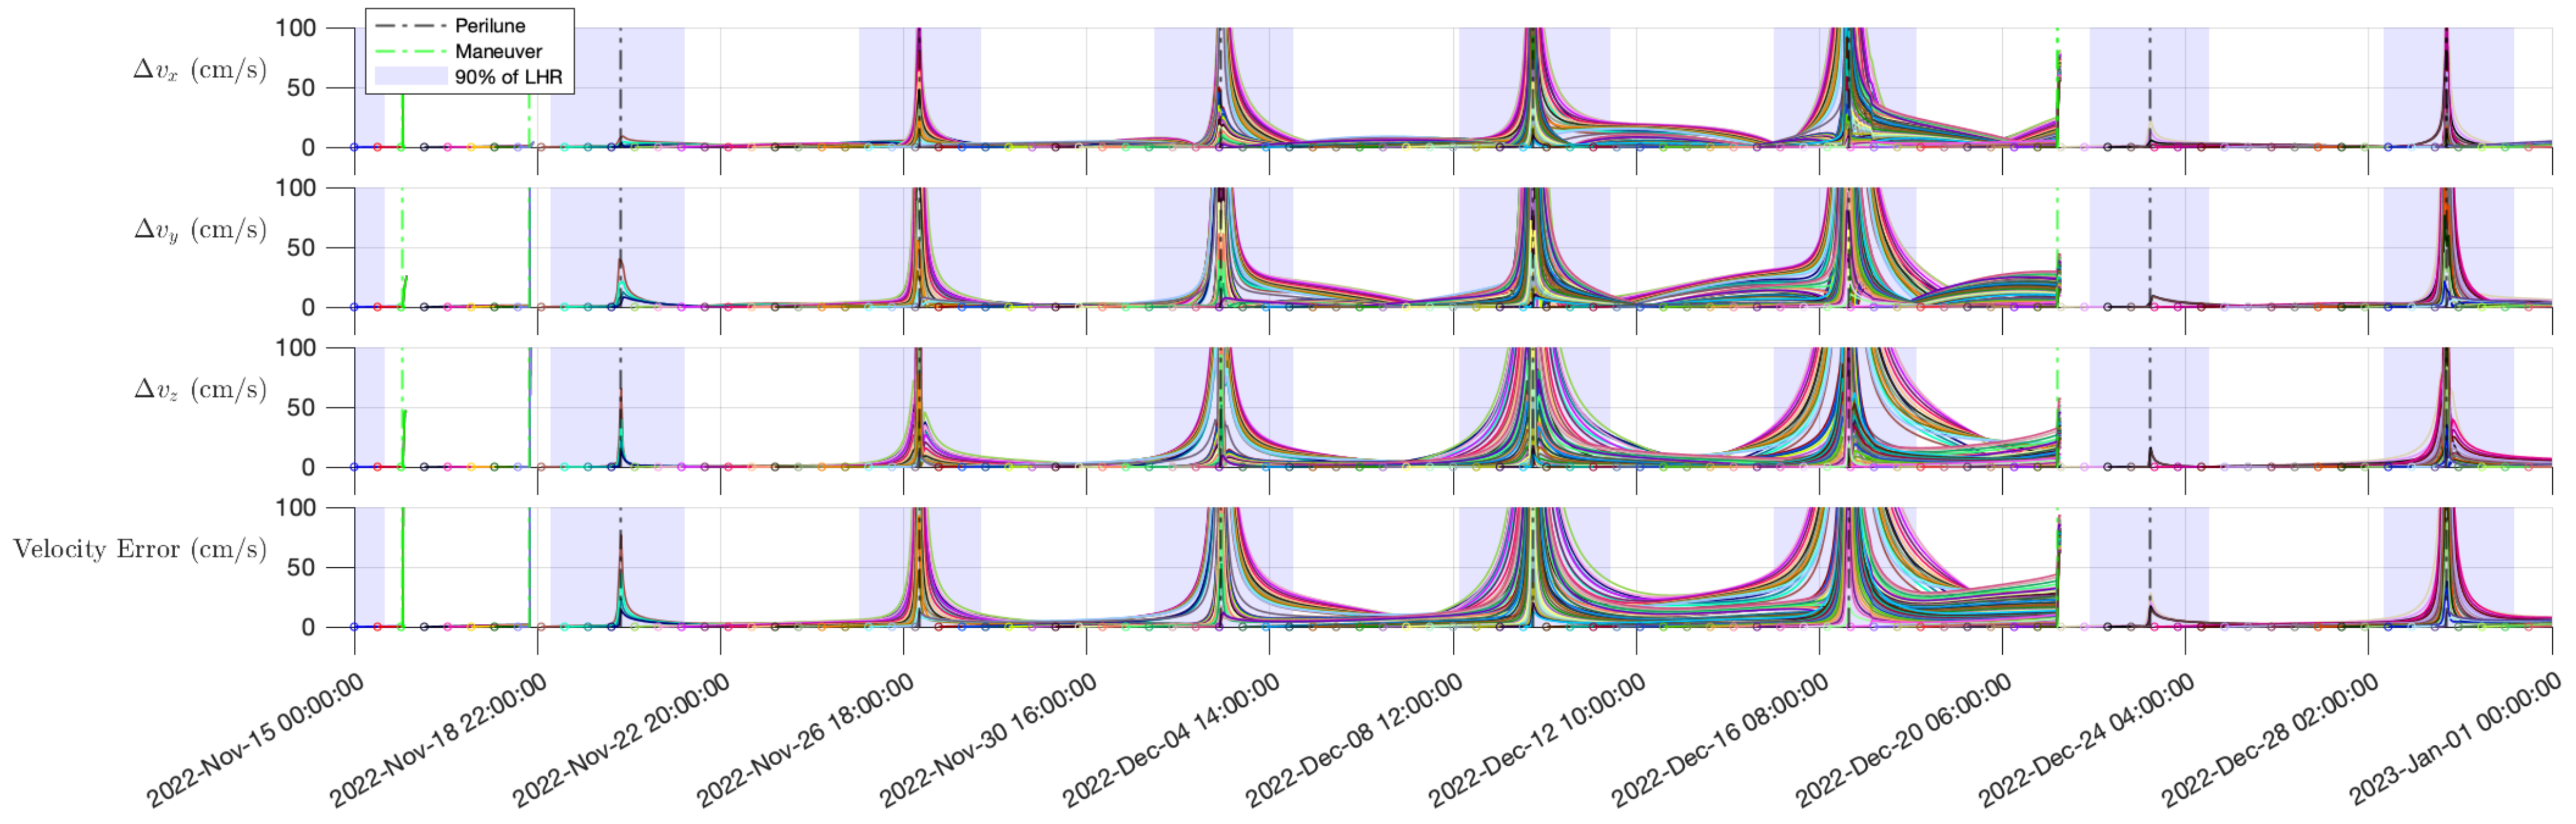 Perilune
Maneuver
90% of LHR
Δvx (cm/s)
100
50
0
Δvy (cm/s)
100
50
0
Δvz (cm/s)
100
50
0
Velocity Error (cm/s)
100
50
0
2022-Nov-15 00:00:00
2022-Nov-18 22:00:00
2022-Nov-22 20:00:00
2022-Nov-26 18:00:00
2022-Nov-30 16:00:00
2022-Dec-04 14:00:00
2022-Dec-08 12:00:00
2022-Dec-12 10:00:00
2022-Dec-16 08:00:00
2022-Dec-20 06:00:00
2022-Dec-24 04:00:00
2022-Dec-28 02:00:00
2023-Jan-01 00:00:00